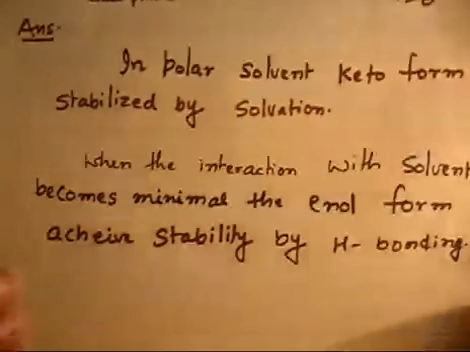 Ans.
In polar solvent keto form
stabilized by solvation.
when the interaction with solvent
becomes minimal the enol form
acheive stability by H-bonding.